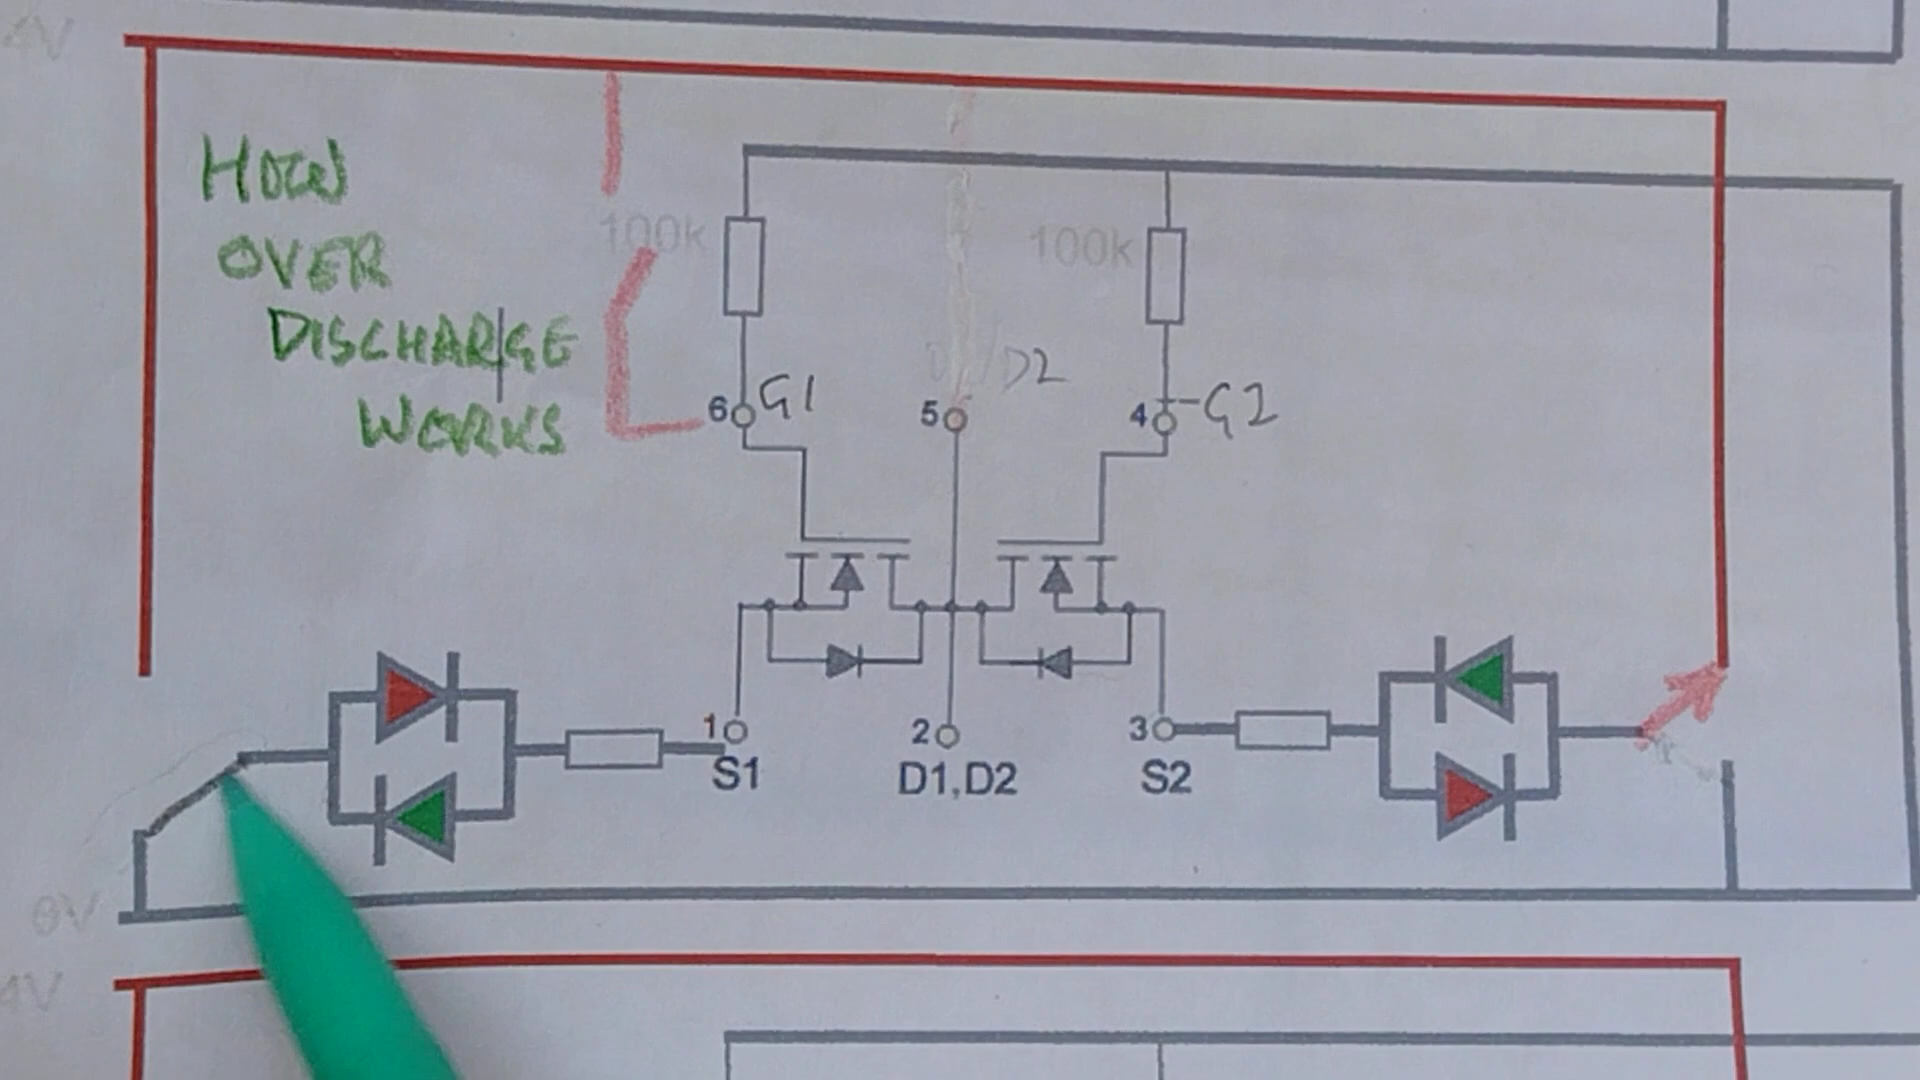 4V
HOW
OVER
DISCHARGE
WORKS
100k
100k
D2
6 G1
5
4 G2
1
2
3
S1
D1,D2
S2
0V
4V